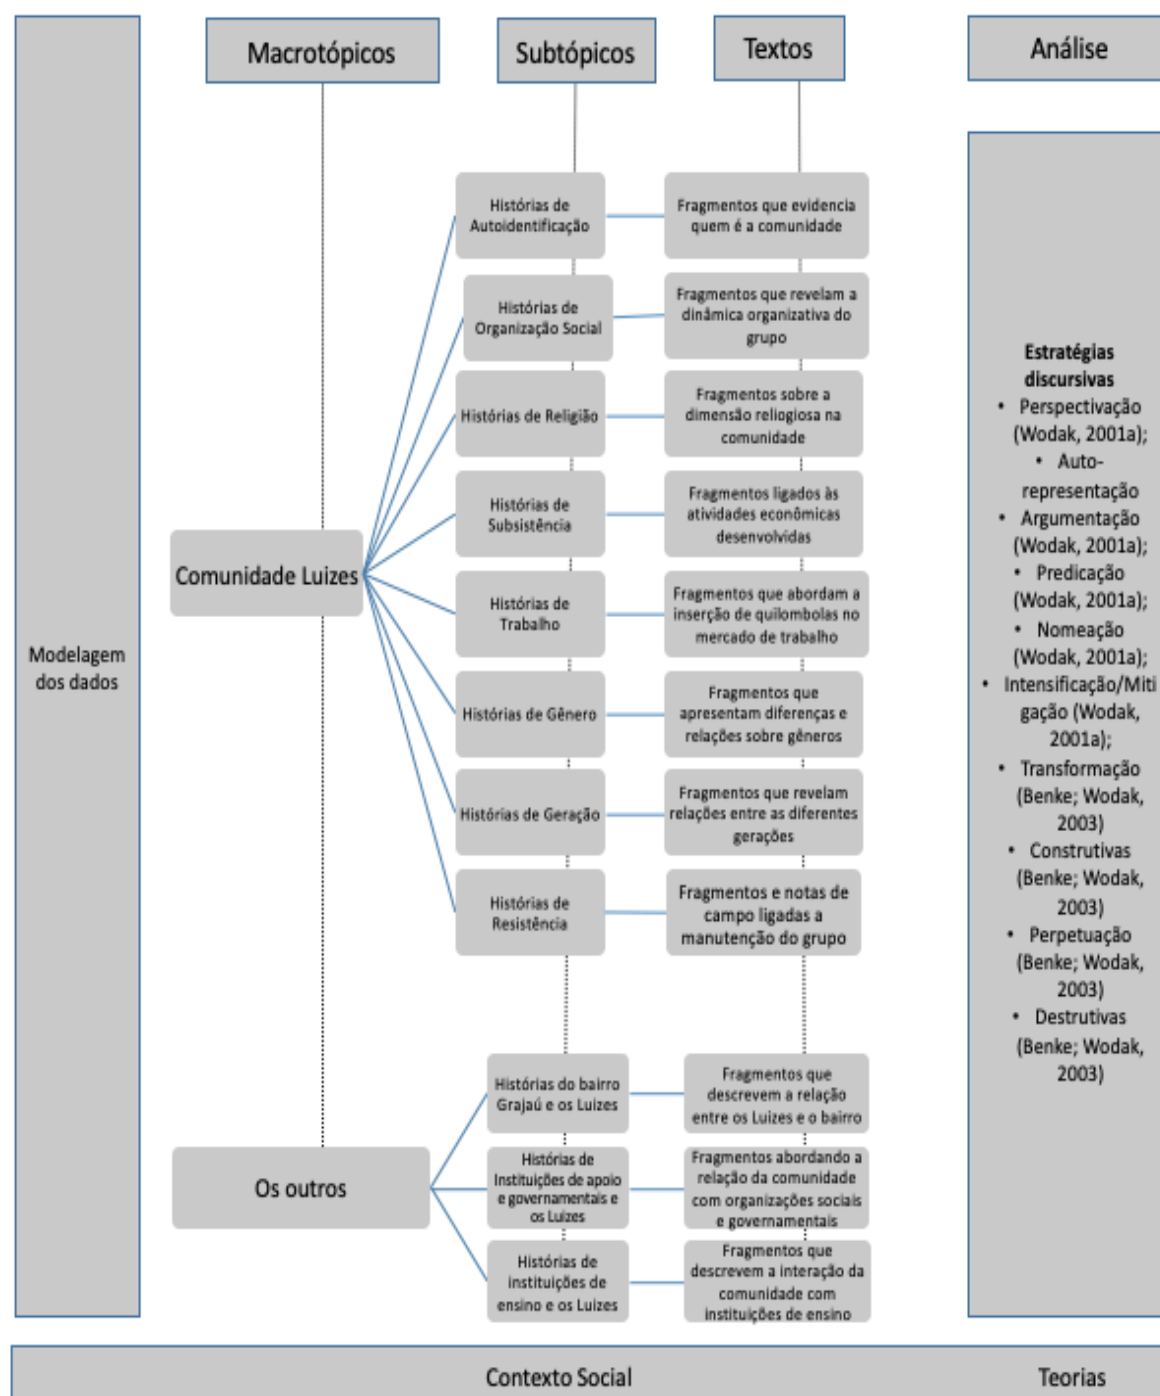 Macrotópicos
Subtópicos
Textos
Análise
Modelagem
dos dados
Comunidade Luizes
Histórias de
Autoidentificação
Fragmentos que evidencia
quem é a comunidade
Histórias de
Organização Social
Fragmentos que revelam a
dinâmica organizativa do
grupo
Histórias de Religião
Fragmentos sobre a
dimensão reliogiosa na
comunidade
Histórias de
Subsistência
Fragmentos ligados às
atividades econômicas
desenvolvidas
Histórias de
Trabalho
Fragmentos que abordam a
inserção de quilombolas no
mercado de trabalho
Histórias de Gênero
Fragmentos que
apresentam diferenças e
relações sobre gêneros
Histórias de Geração
Fragmentos que revelam
relações entre as diferentes
gerações
Histórias de
Resistência
Fragmentos e notas de
campo ligadas a
manutenção do grupo
Os outros
Histórias do bairro
Grajaú e os Luizes
Fragmentos que
descrevem a relação
entre os Luizes e o bairro
Histórias de
Instituições de apoio
e governamentais e
os Luizes
Fragmentos abordando a
relação da comunidade
com organizações sociais
e governamentais
Histórias de
instituições de
ensino e os Luizes
Fragmentos que
descrevem a interação da
comunidade com
instituições de ensino
Estratégias
discursivas
• Perspectivação
(Wodak, 2001a);
• Auto-
representação
• Argumentação
(Wodak, 2001a);
• Predicação
(Wodak, 2001a);
• Nomeação
(Wodak, 2001a);
• Intensificação/Miti
gação (Wodak,
2001a);
• Transformação
(Benke; Wodak,
2003)
• Construtivas
(Benke; Wodak,
2003)
• Perpetuação
(Benke; Wodak,
2003)
• Destrutivas
(Benke; Wodak,
2003)
Contexto Social
Teorias